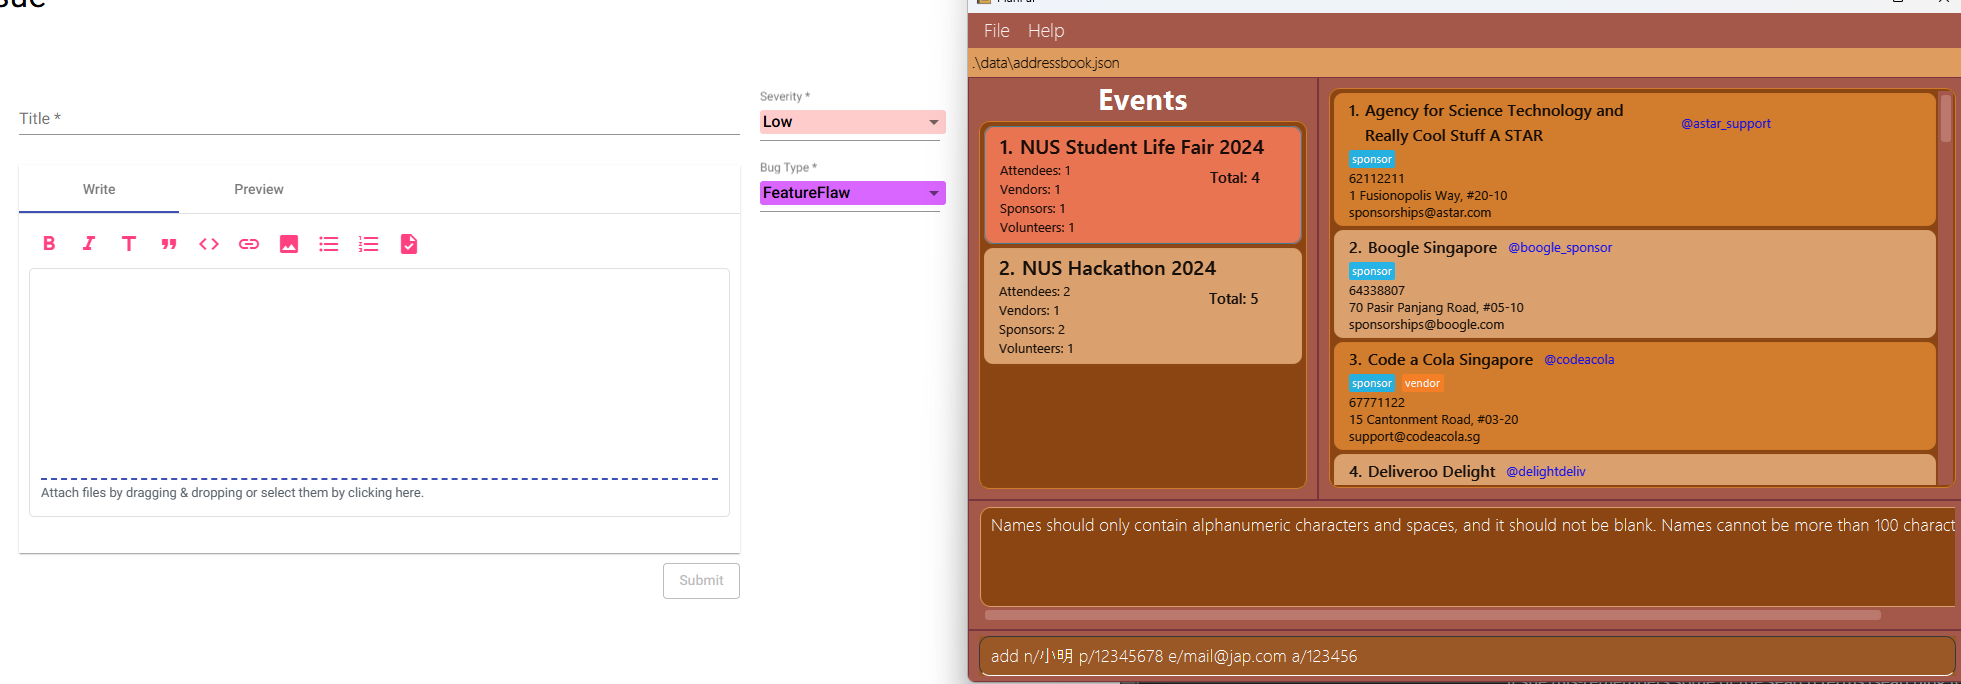 Title *
Severity *
Low
Bug Type *
FeatureFlaw
Write
Preview
Attach files by dragging & dropping or select them by clicking here.
Submit
File Help
.\data\addressbook.json
Events
1. NUS Student Life Fair 2024
Attendees: 1
Total: 4
Vendors: 1
Sponsors: 1
Volunteers: 1
2. NUS Hackathon 2024
Attendees: 2
Total: 5
Vendors: 1
Sponsors: 2
Volunteers: 1
1. Agency for Science Technology and
Really Cool Stuff A STAR
@astar_support
sponsor
62112211
1 Fusionopolis Way, #20-10
sponsorships@astar.com
2. Boogle Singapore @boogle_sponsor
sponsor
64338807
70 Pasir Panjang Road, #05-10
sponsorships@boogle.com
3. Code a Cola Singapore @codeacola
sponsor vendor
67771122
15 Cantonment Road, #03-20
support@codeacola.sg
4. Deliveroo Delight @delightdeliv
Names should only contain alphanumeric characters and spaces, and it should not be blank. Names cannot be more than 100 charact
add n/小明 p/12345678 e/mail@jap.com a/123456